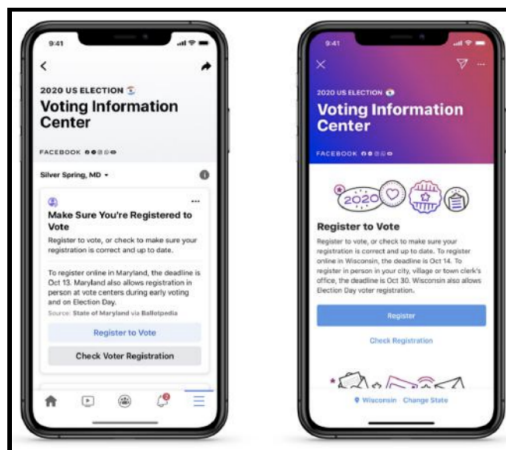 9:41
2020 US ELECTION
Voting Information
Center
FACEBOOK
Silver Spring, MD
Make Sure You're Registered to
Vote
Register to vote, or check to make sure your
registration is correct and up to date.
To register online in Maryland, the deadline is
Oct 13. Maryland also allows registration in
person at vote centers during early voting
and on Election Day.
Source: State of Maryland via Ballotpedia
Register to Vote
Check Voter Registration
9:41
2020 US ELECTION
Voting Information
Center
FACEBOOK
2020
Register to Vote
Register to vote, or check to make sure your
registration is correct and up to date. To register
online in Wisconsin, the deadline is Oct 14. To
register in person in your city, village or town clerk's
office, the deadline is Oct 30. Wisconsin also allows
Election Day voter registration.
Register
Check Registration
Wisconsin Change State